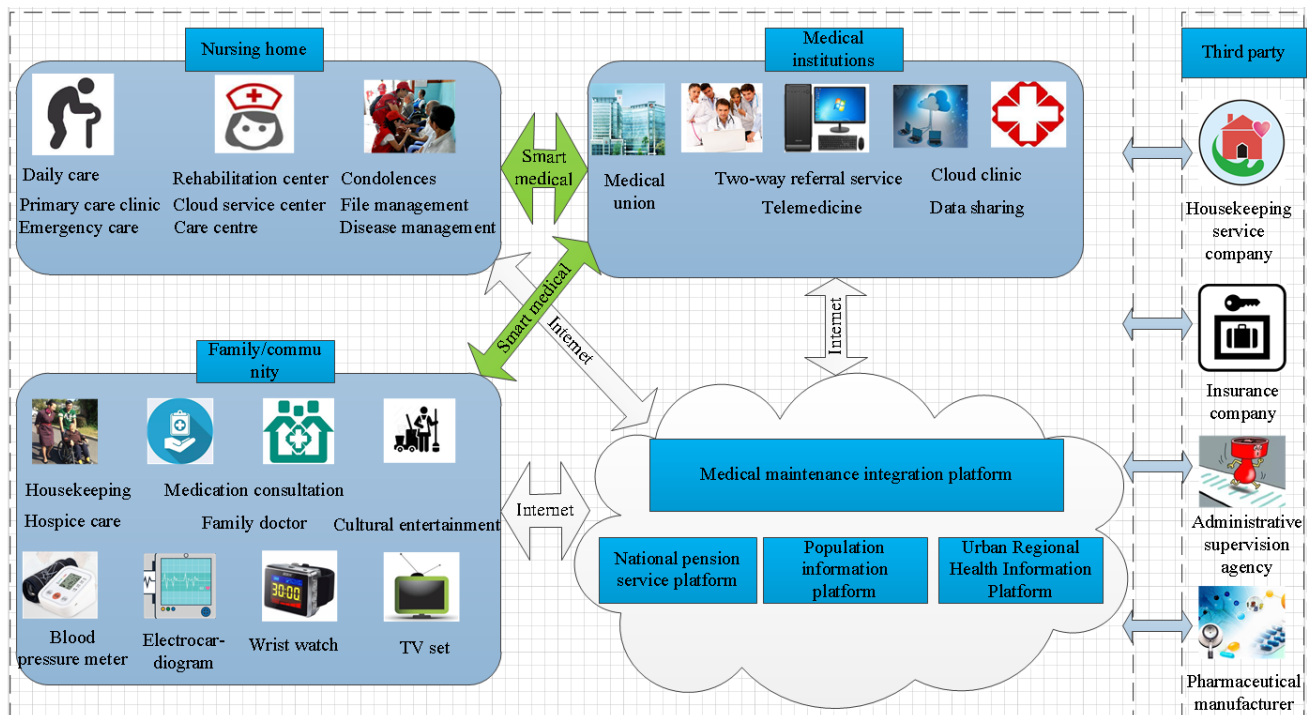 Nursing home
Daily care
Rehabilitation center
Condolences
Primary care clinic
Cloud service center
File management
Emergency care
Care centre
Disease management
Smart
medical
Medical
institutions
Medical
union
Two-way referral service
Cloud clinic
Telemedicine
Data sharing
Smart medical
Internet
Internet
Family/commu
nity
Housekeeping
Medication consultation
Hospice care
Family doctor
Cultural entertainment
30:00
Blood
pressure meter
Electrocar-
diogram
Wrist watch
TV set
Internet
Medical maintenance integration platform
National pension
service platform
Population
information
platform
Urban Regional
Health Information
Platform
Third party
Housekeeping
service
company
Insurance
company
Administrative
supervision
agency
Pharmaceutical
manufacturer